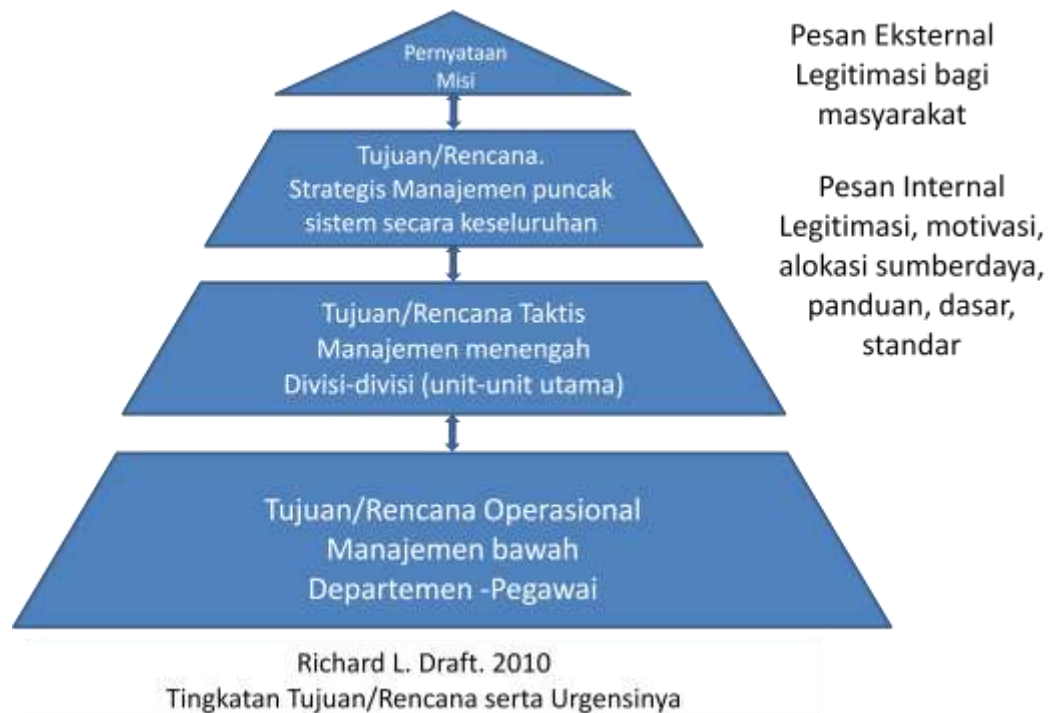 Pernyataan
Misi
Pesan Eksternal
Legitimasi bagi
masyarakat
Tujuan/Rencana.
Strategis Manajemen puncak
sistem secara keseluruhan
Pesan Internal
Legitimasi, motivasi,
alokasi sumberdaya,
panduan, dasar,
standar
Tujuan/Rencana Taktis
Manajemen menengah
Divisi-divisi (unit-unit utama)
Tujuan/Rencana Operasional
Manajemen bawah
Departemen -Pegawai
Richard L. Draft. 2010
Tingkatan Tujuan/Rencana serta Urgensinya